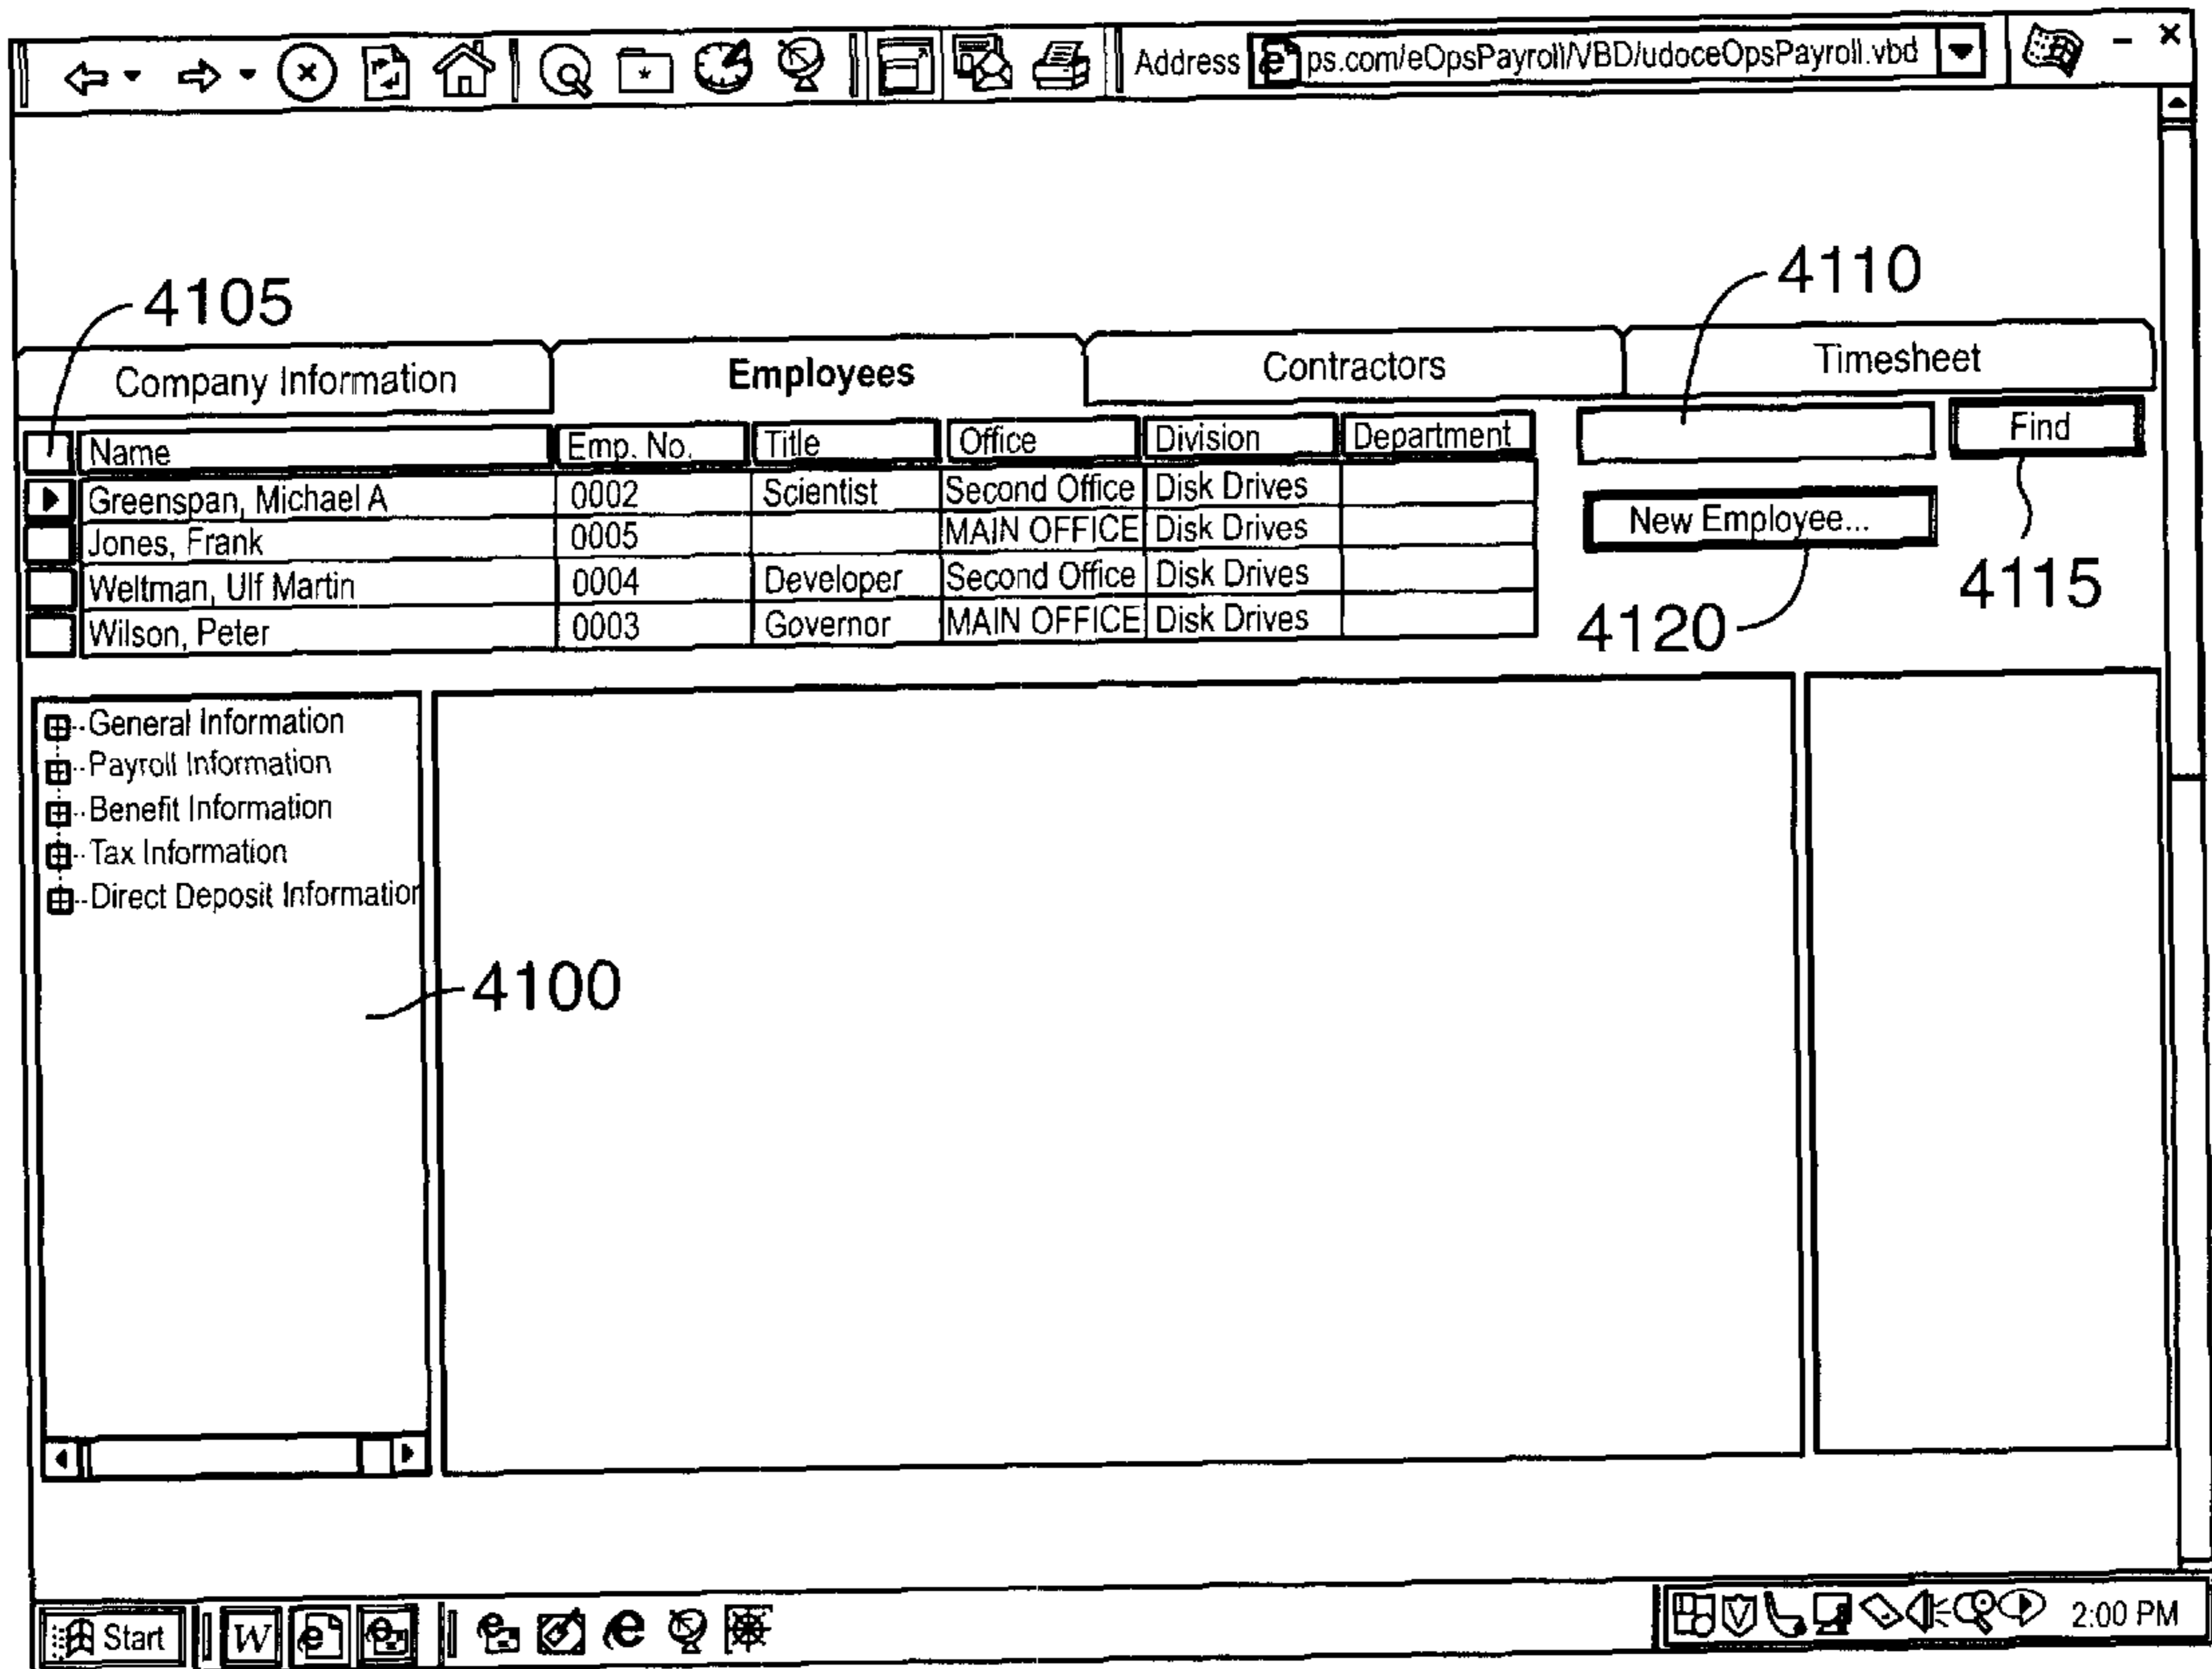 Address ps.com/eOpsPayroll/VBD/udoceOpsPayroll.vbd
4105
4110
Company Information Employees Contractors Timesheet
Name Emp. No. Title Office Division Department Find
Greenspan, Michael A 0002 Scientist Second Office Disk Drives
Jones, Frank 0005 MAIN OFFICE Disk Drives
Weltman, Ulf Martin 0004 Developer Second Office Disk Drives
Wilson, Peter 0003 Governor MAIN OFFICE Disk Drives
New Employee...
4115
4120
General Information
Payroll Information
Benefit Information
Tax Information
Direct Deposit Information
4100
Start W 2:00 PM